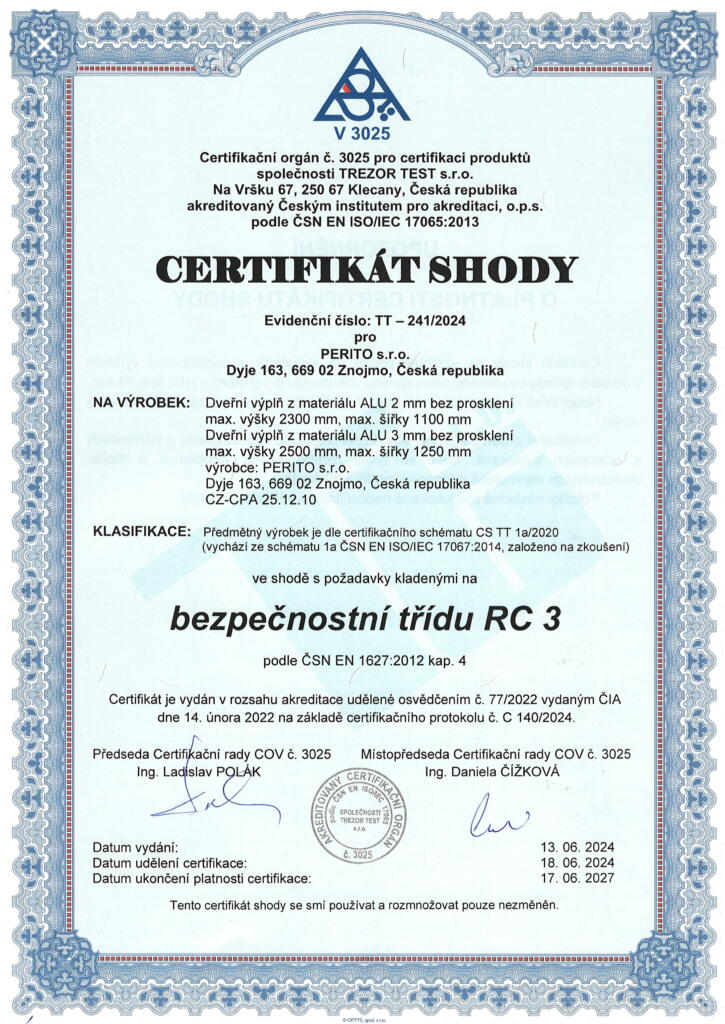 V 3025
Certifikační orgán č. 3025 pro certifikaci produktů
společnosti TREZOR TEST s.r.o.
Na Vršku 67, 250 67 Klecany, Česká republika
akreditovaný Českým institutem pro akreditaci, o.p.s.
podle ČSN EN ISO/IEC 17065:2013
CERTIFIKÁT SHODY
Evidenční číslo: TT – 241/2024
pro
PERITO s.r.o.
Dyje 163, 669 02 Znojmo, Česká republika
NA VÝROBEK: Dveřní výplň z materiálu ALU 2 mm bez prosklení
max. výšky 2300 mm, max. šířky 1100 mm
Dveřní výplň z materiálu ALU 3 mm bez prosklení
max. výšky 2500 mm, max. šířky 1250 mm
výrobce: PERITO s.r.o.
Dyje 163, 669 02 Znojmo, Česká republika
CZ-CPA 25.12.10
KLASIFIKACE: Předmětný výrobek je dle certifikačního schématu CS TT 1a/2020
(vychází ze schématu 1a ČSN EN ISO/IEC 17067:2014, založeno na zkoušení)
ve shodě s požadavky kladenými na
bezpečnostní třídu RC 3
podle ČSN EN 1627:2012 kap. 4
Certifikát je vydán v rozsahu akreditace udělené osvědčením č. 77/2022 vydaným ČIA
dne 14. února 2022 na základě certifikačního protokolu č. C 140/2024.
Předseda Certifikační rady COV č. 3025 Místopředseda Certifikační rady COV č. 3025
Ing. Ladislav POLÁK Ing. Daniela ČÍŽKOVÁ
AKREDITOVANÝ CERTIFIKAČNÍ ORGÁN
podle ČSN EN ISO/IEC 17065
SPOLEČNOSTI
TREZOR TEST
s.r.o.
č. 3025
Datum vydání: 13. 06. 2024
Datum udělení certifikace: 18. 06. 2024
Datum ukončení platnosti certifikace: 17. 06. 2027
Tento certifikát shody se smí používat a rozmnožovat pouze nezměněn.
© OPTYS, spol. s r.o.